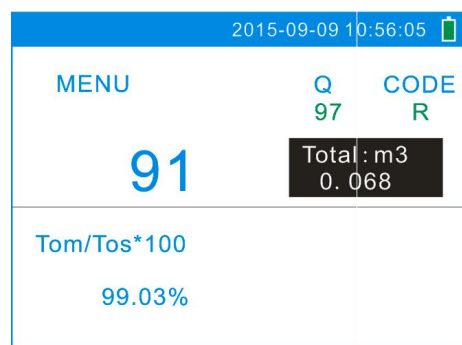 2015-09-09 10:56:05
MENU
Q
CODE
97
R
91
Total:m3
0.068
Tom/Tos*100
99.03%